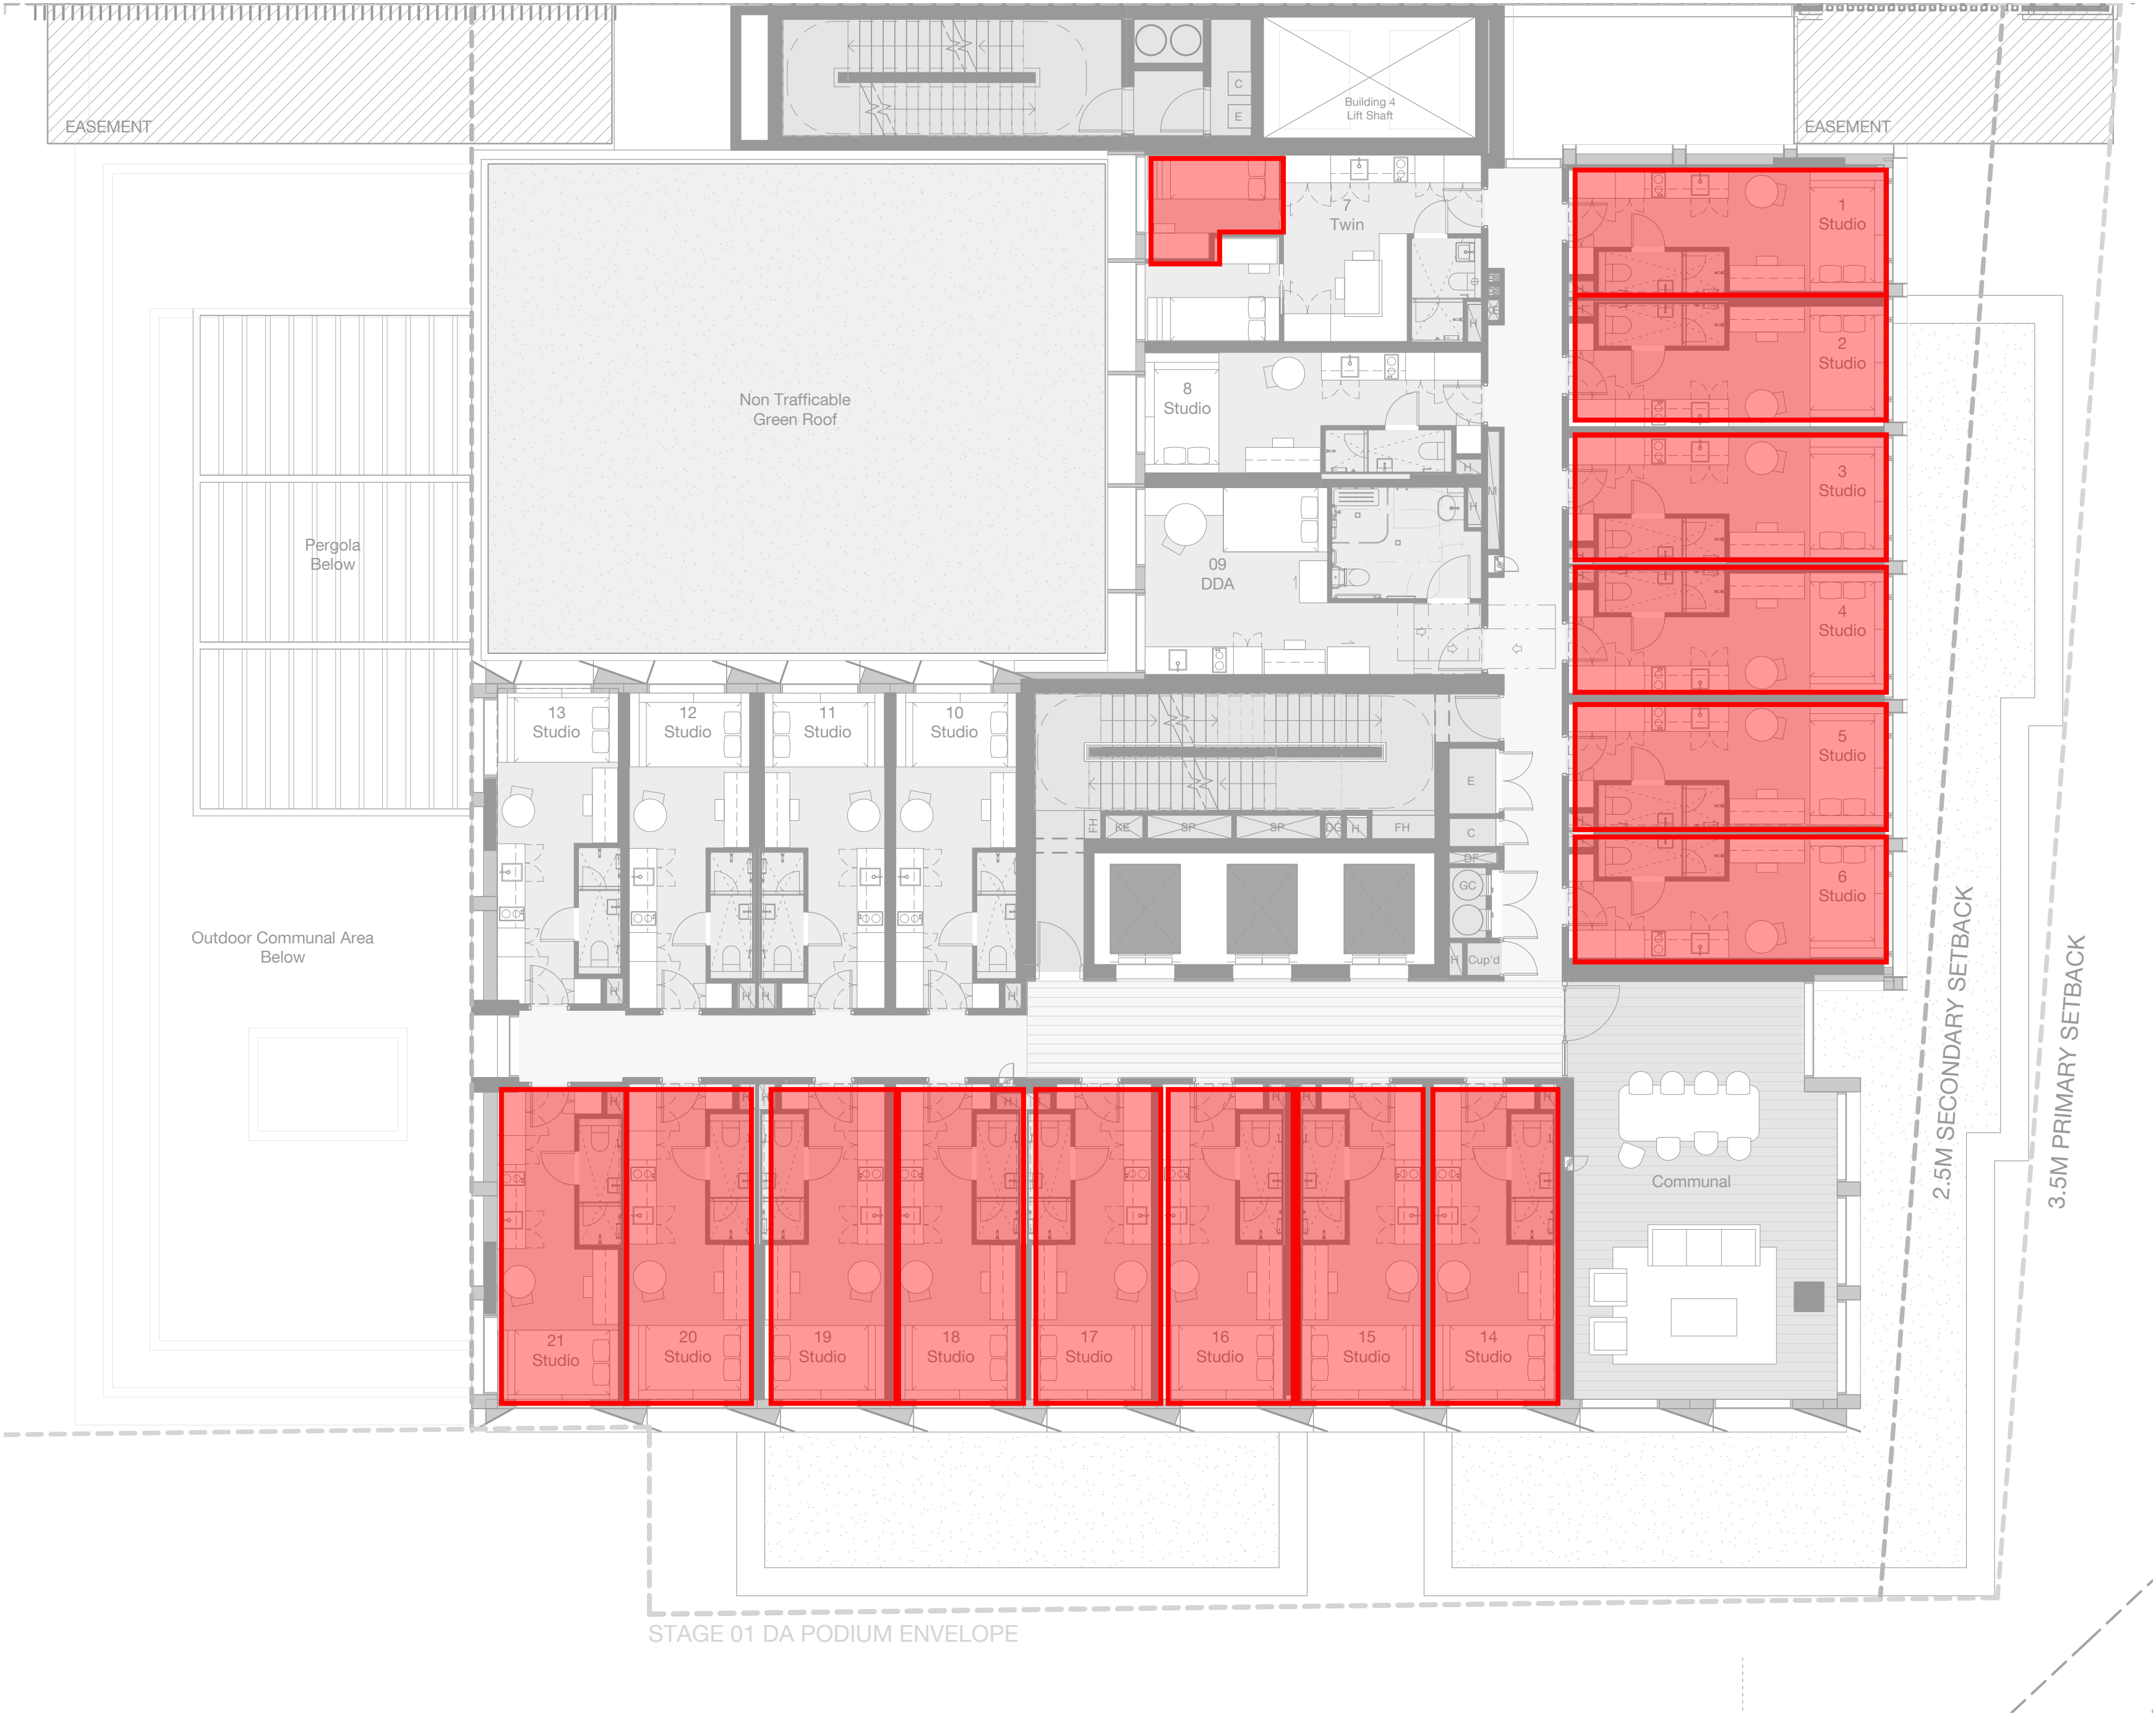 EASEMENT
C
E
Building 4
Lift Shaft
EASEMENT
7
Twin
1
Studio
H
2
Studio
8
Studio
H
Non Trafficable
Green Roof
3
Studio
M
H
Pergola
Below
09
DDA
4
Studio
13
Studio
12
Studio
11
Studio
10
Studio
5
Studio
E
FH
KE
SP
SP
DG
H
FH
C
DF
GC
6
Studio
Outdoor Communal Area
Below
H
Cup'd
H
H
H
H
2.5M SECONDARY SETBACK
3.5M PRIMARY SETBACK
H
H
H
H
H
H
H
Communal
21
Studio
20
Studio
19
Studio
18
Studio
17
Studio
16
Studio
15
Studio
14
Studio
STAGE 01 DA PODIUM ENVELOPE